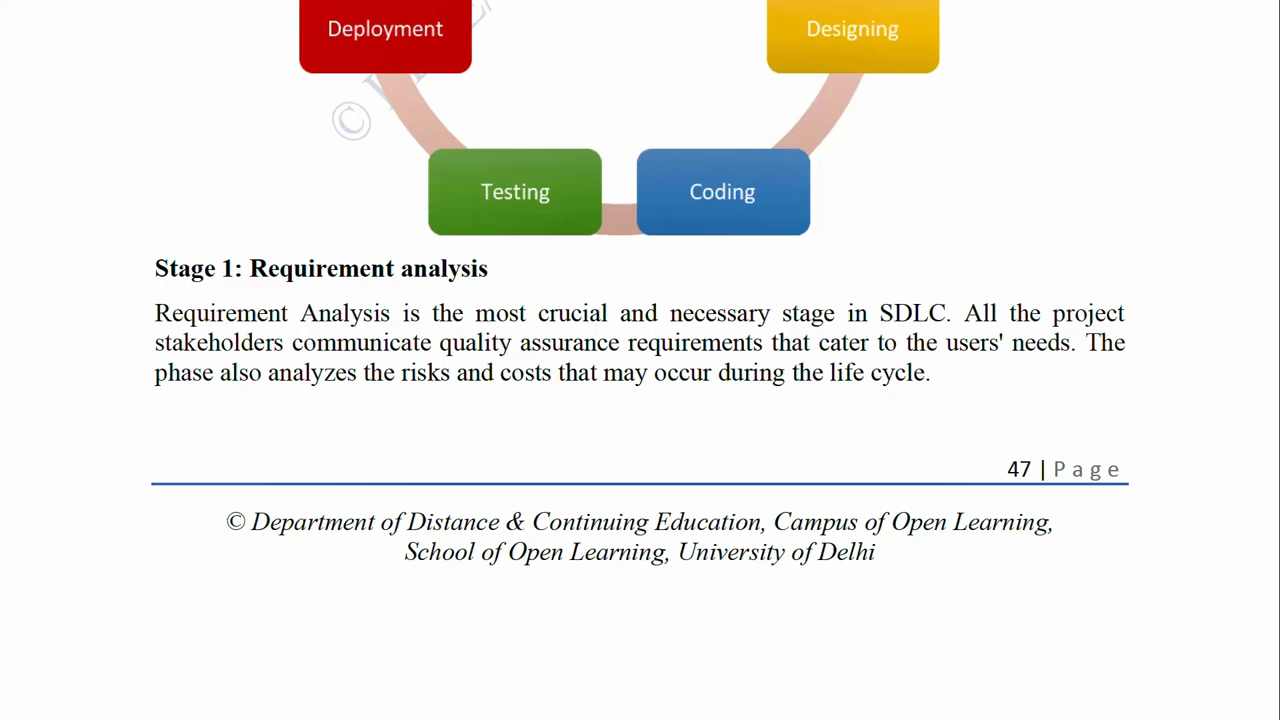 Deployment
Designing
©
Testing
Coding
Stage 1: Requirement analysis
Requirement Analysis is the most crucial and necessary stage in SDLC. All the project
stakeholders communicate quality assurance requirements that cater to the users' needs. The
phase also analyzes the risks and costs that may occur during the life cycle.
47 | Page
© Department of Distance & Continuing Education, Campus of Open Learning,
School of Open Learning, University of Delhi